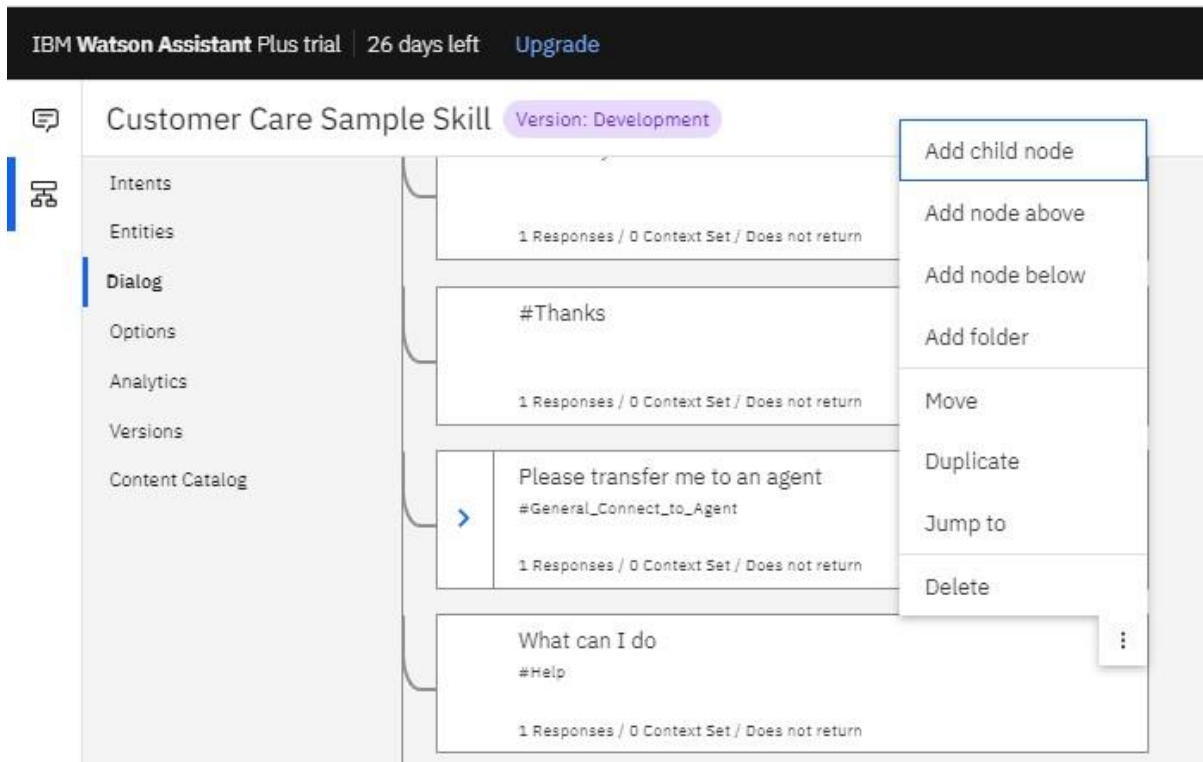 IBM Watson Assistant Plus trial 26 days left Upgrade
Customer Care Sample Skill Version: Development
Intents
Entities
Dialog
Options
Analytics
Versions
Content Catalog
1 Responses / 0 Context Set / Does not return
#Thanks
1 Responses / 0 Context Set / Does not return
Please transfer me to an agent
#General_Connect_to_Agent
1 Responses / 0 Context Set / Does not return
What can I do
#Help
1 Responses / 0 Context Set / Does not return
Add child node
Add node above
Add node below
Add folder
Move
Duplicate
Jump to
Delete